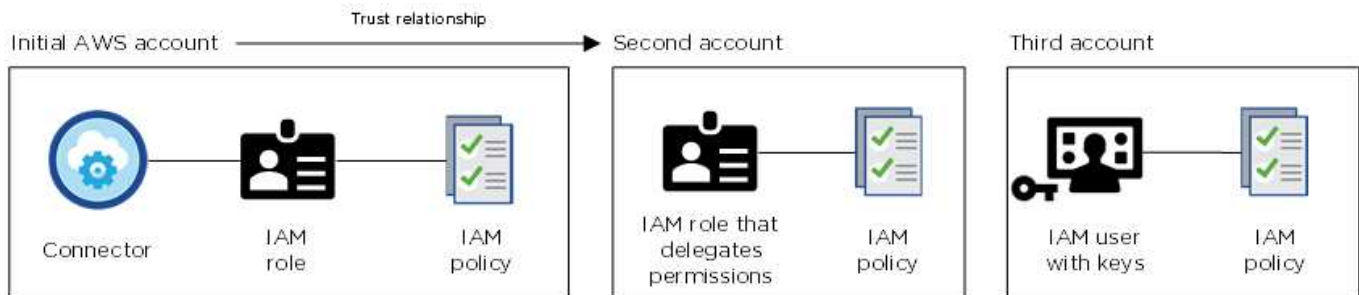 Trust relationship
Initial AWS account
Second account
Third account
Connector
IAM
role
IAM
policy
IAM role that
delegates
permissions
IAM
policy
IAM user
with keys
IAM
policy